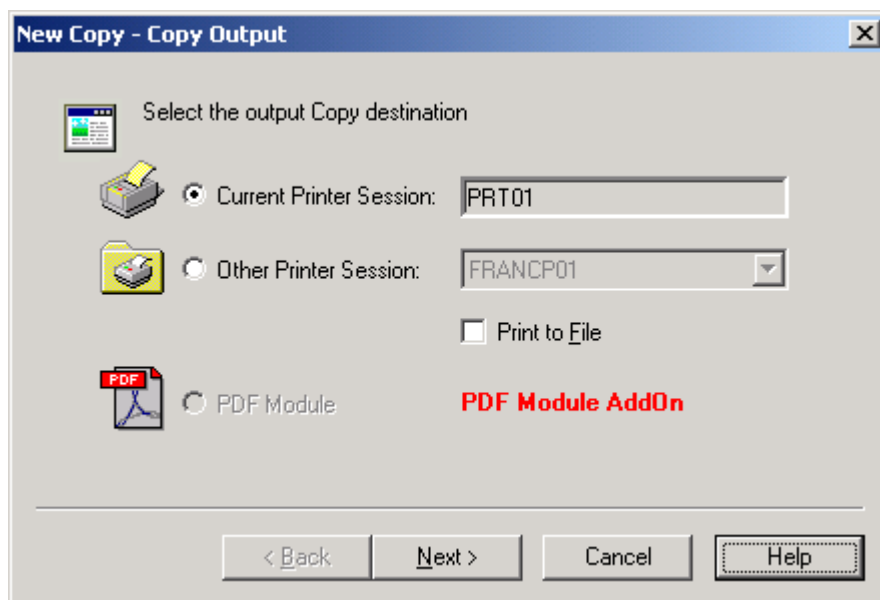 New Copy - Copy Output
Select the output Copy destination
Current Printer Session: PRT01
Other Printer Session: FRANCP01
Print to File
PDF
PDF Module PDF Module AddOn
< Back Next > Cancel Help